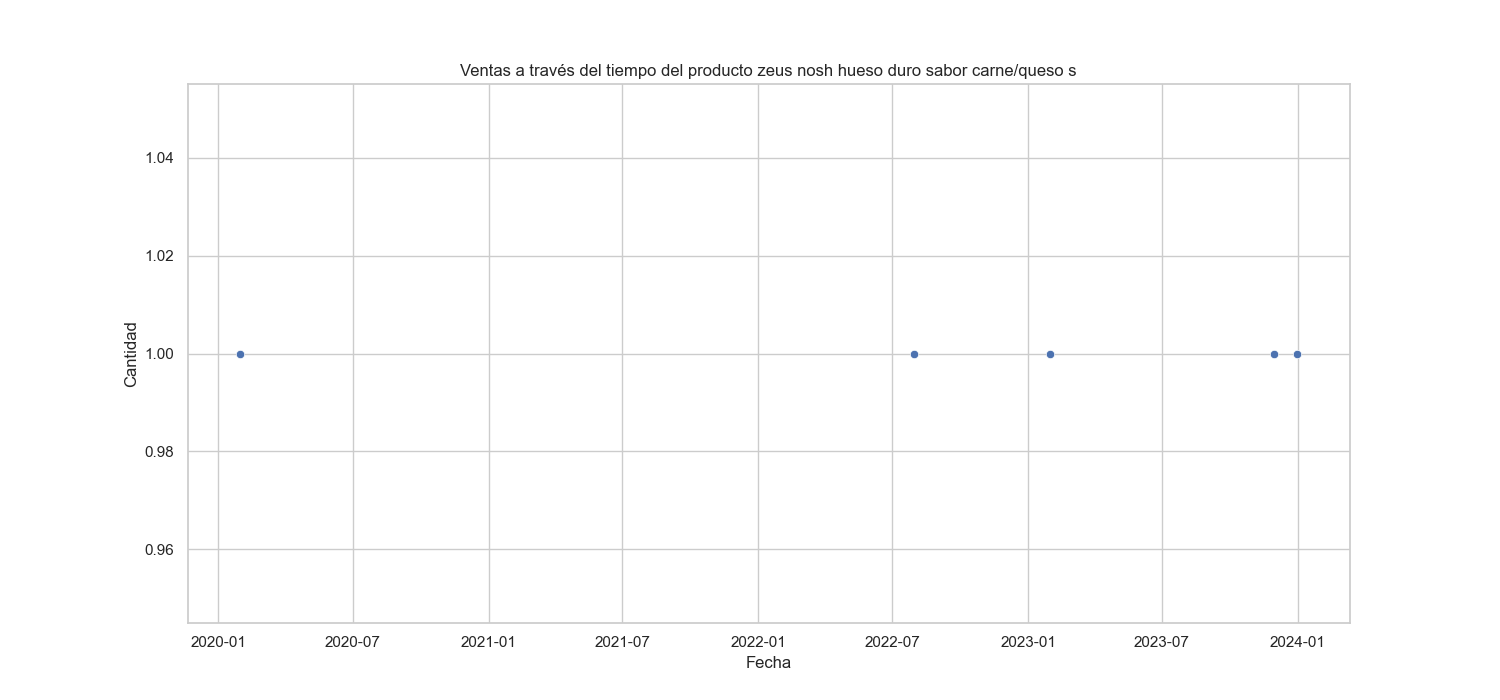 Ventas a través del tiempo del producto zeus nosh hueso duro sabor carne/queso s
1.04
1.02
1.00
0.98
0.96
Cantidad
2020-01 2020-07 2021-01 2021-07 2022-01 2022-07 2023-01 2023-07 2024-01
Fecha